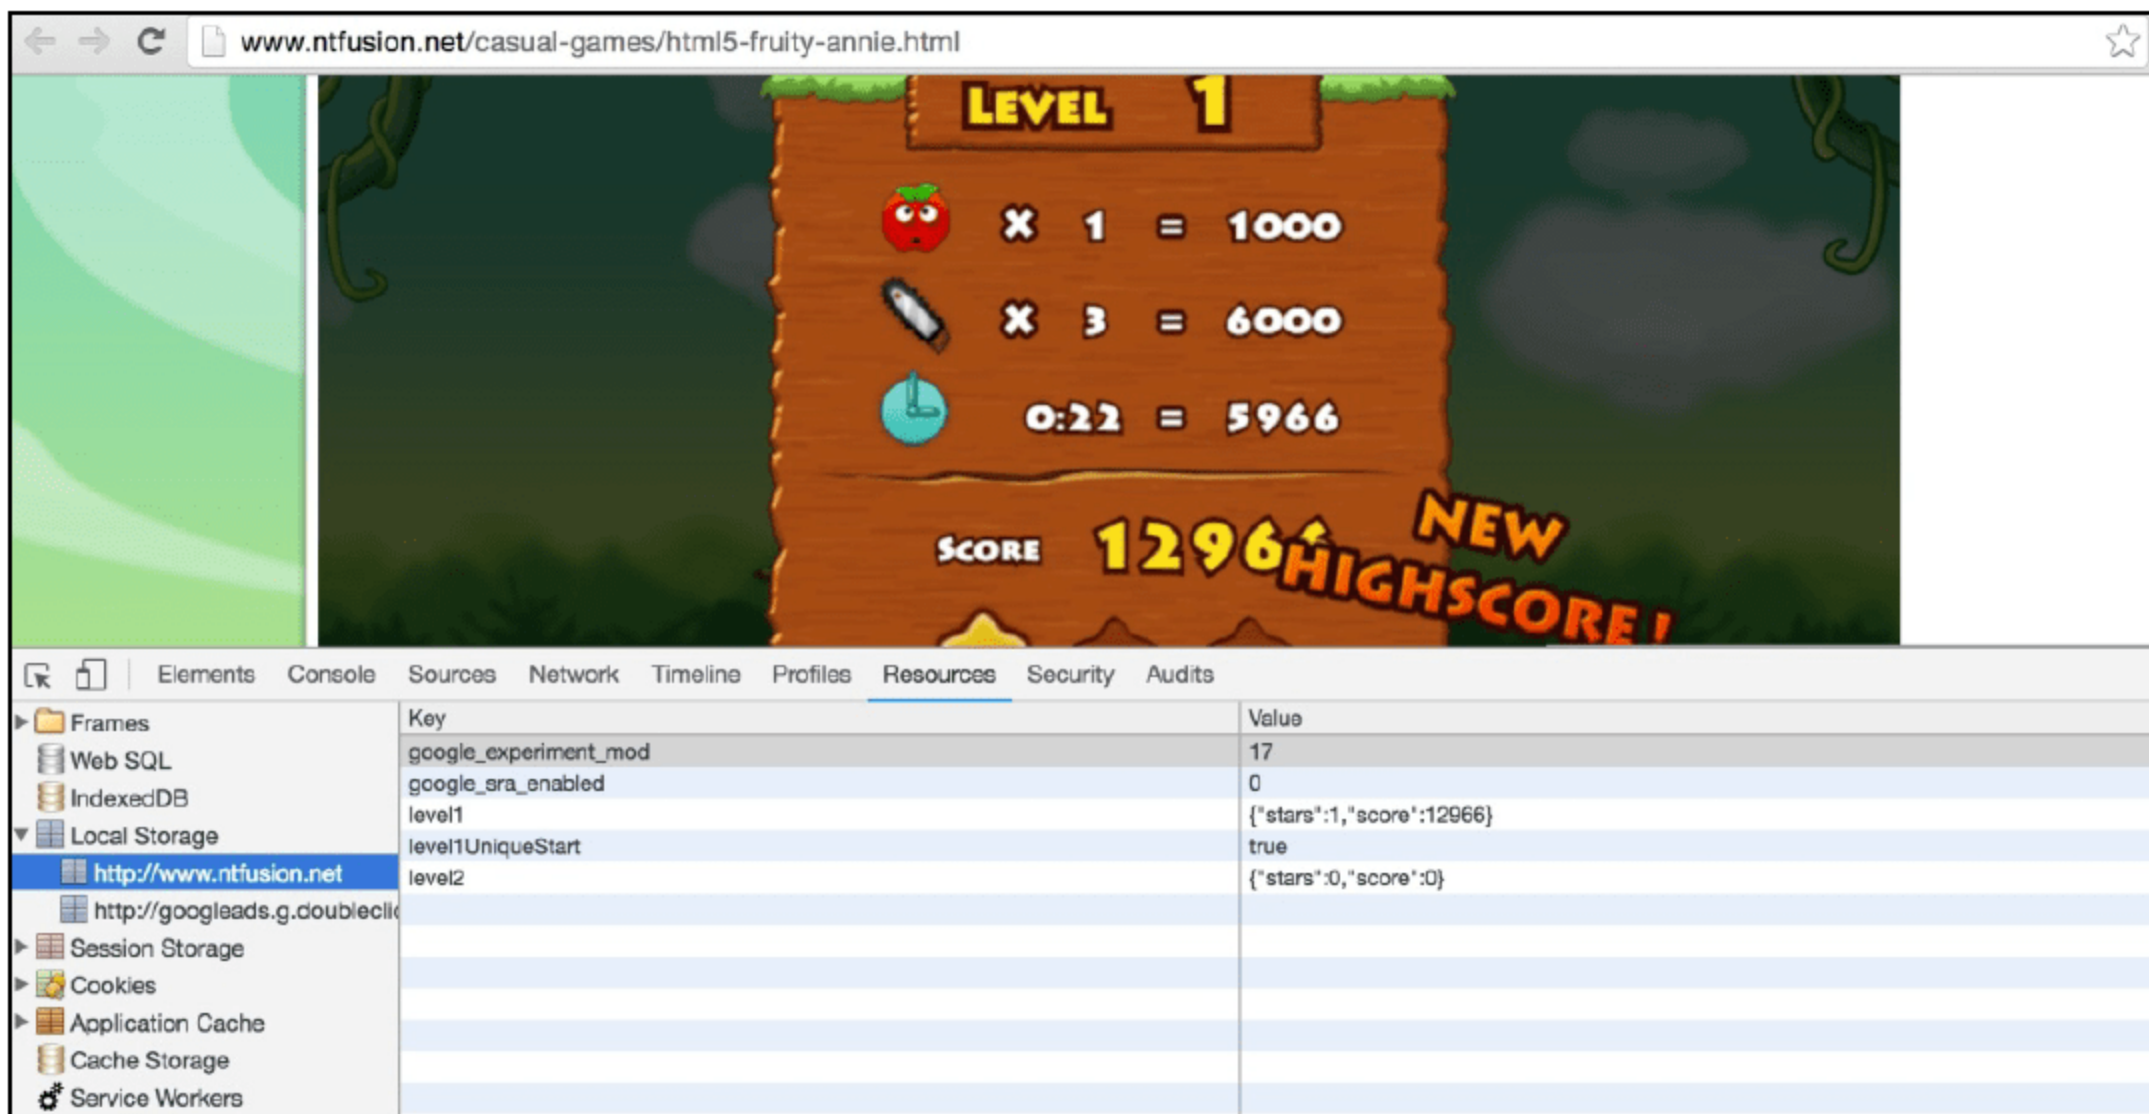 www.ntfusion.net/casual-games/html5-fruity-annie.html
LEVEL 1
X 1 = 1000
X 3 = 6000
0:22 = 5966
SCORE 12966
NEW
HIGHSCORE!
Elements Console Sources Network Timeline Profiles Resources Security Audits
Frames
Web SQL
IndexedDB
Local Storage
http://www.ntfusion.net
http://googleads.g.doubleclic
Session Storage
Cookies
Application Cache
Cache Storage
Service Workers
Key Value
google_experiment_mod 17
google_sra_enabled 0
level1 {"stars":1,"score":12966}
level1UniqueStart true
level2 {"stars":0,"score":0}